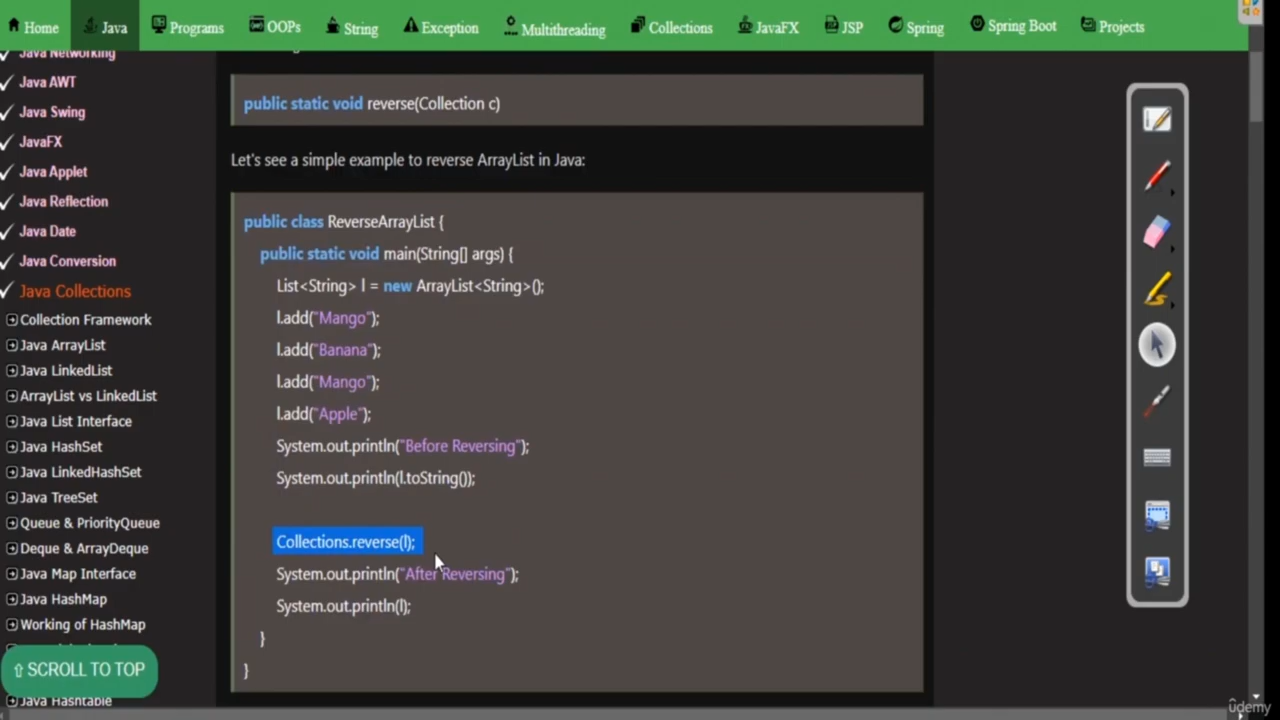 Home Java Programs OOPs String Exception Multithreading Collections JavaFX JSP Spring Spring Boot Projects
Java Networking
Java AWT
Java Swing
JavaFX
Java Applet
Java Reflection
Java Date
Java Conversion
Java Collections
Collection Framework
Java ArrayList
Java LinkedList
ArrayList vs LinkedList
Java List Interface
Java HashSet
Java LinkedHashSet
Java TreeSet
Queue & PriorityQueue
Deque & ArrayDeque
Java Map Interface
Java HashMap
Working of HashMap
⇧ SCROLL TO TOP
Java Hashtable
public static void reverse(Collection c)
Let's see a simple example to reverse ArrayList in Java:
public class ReverseArrayList {
public static void main(String[] args) {
List<String> l = new ArrayList<String>();
l.add("Mango");
l.add("Banana");
l.add("Mango");
l.add("Apple");
System.out.println("Before Reversing");
System.out.println(l.toString());
Collections.reverse(l);
System.out.println("After Reversing");
System.out.println(l);
}
}
ûdemy